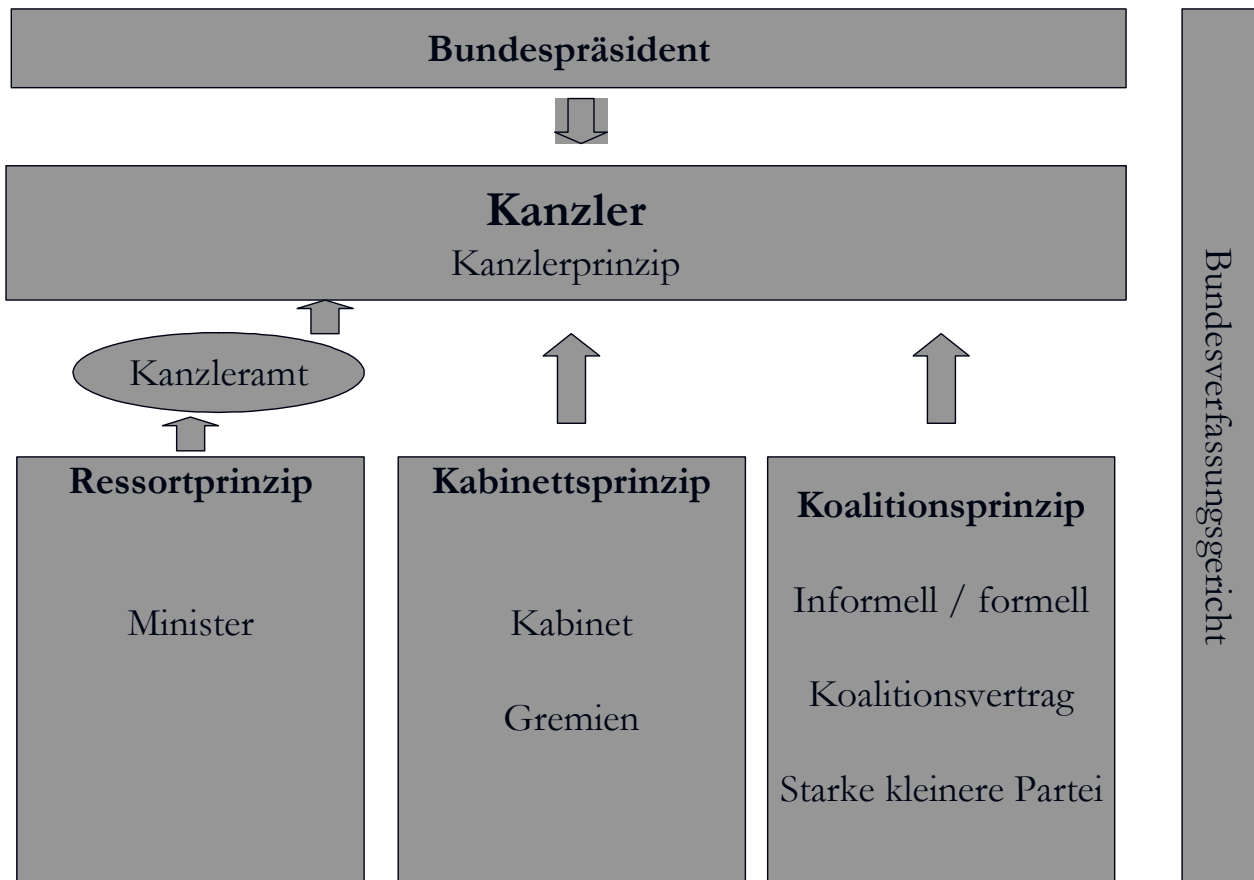 Bundespräsident
Kanzler
Kanzlerprinzip
Kanzleramt
Ressortprinzip
Minister
Kabinettsprinzip
Kabinet
Gremien
Koalitionsprinzip
Informell / formell
Koalitionsvertrag
Starke kleinere Partei
Bundesverfassungsgericht